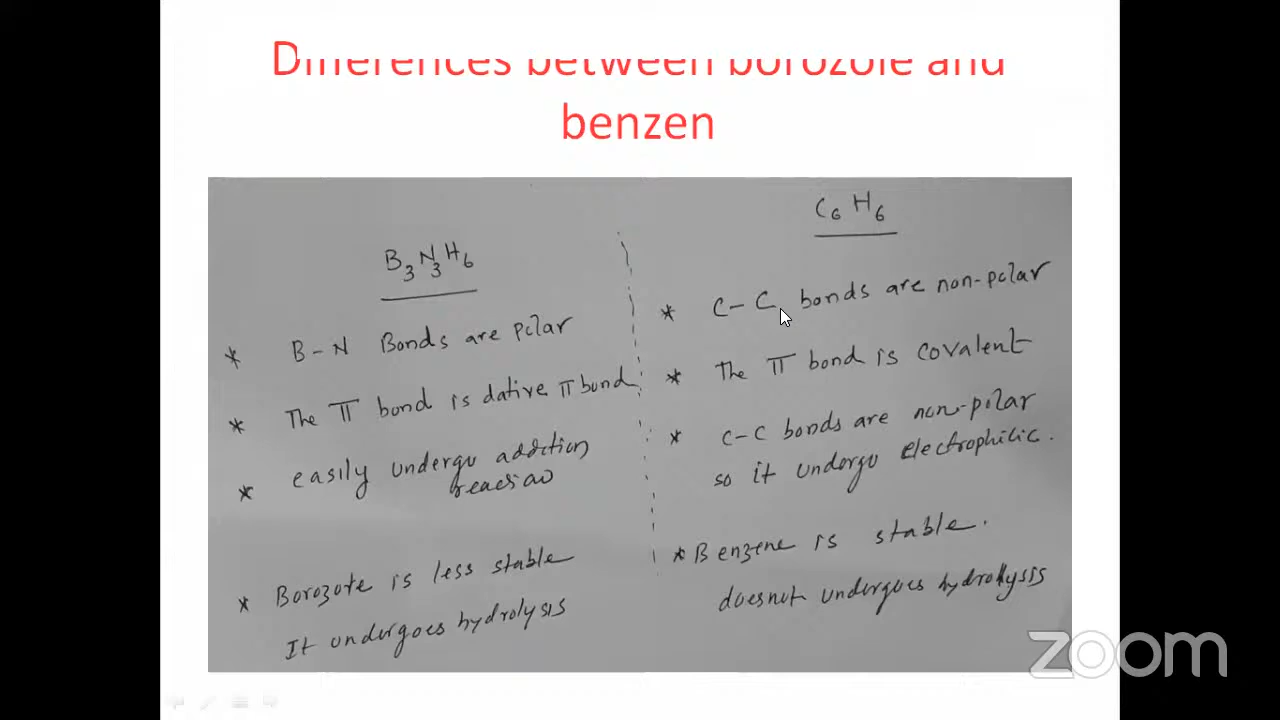 Differences between borozole and
benzen
B3N3H6
* B-N Bonds are polar
* The π bond is dative π bond
* easily undergo addition
reaction
* Borozole is less stable
It undergoes hydrolysis
C6H6
* C-C bonds are non-polar
* The π bond is covalent
* C-C bonds are non-polar
so it undergo electrophilic.
* Benzene is stable.
doesnot undergoes hydrolysis
zoom